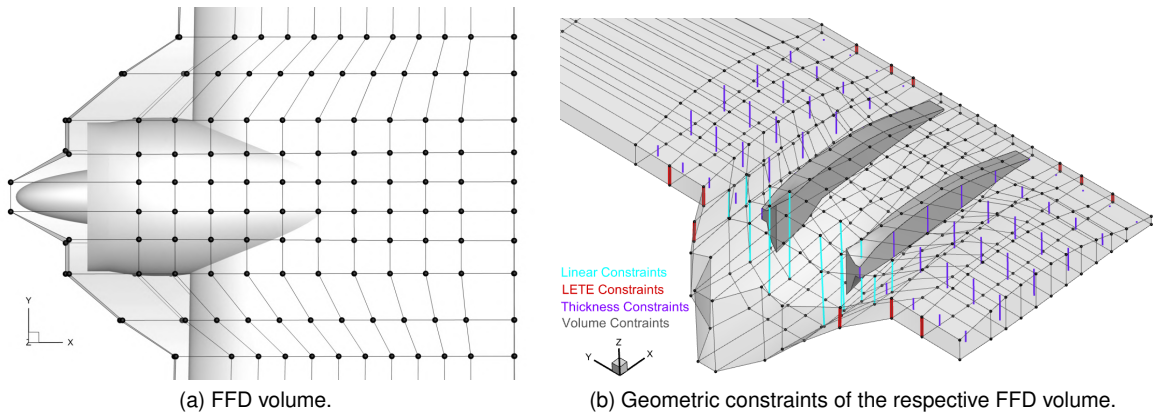 Y
Z
X
(a) FFD volume.
Linear Constraints
LETE Constraints
Thickness Constraints
Volume Contraints
Z
Y
X
(b) Geometric constraints of the respective FFD volume.